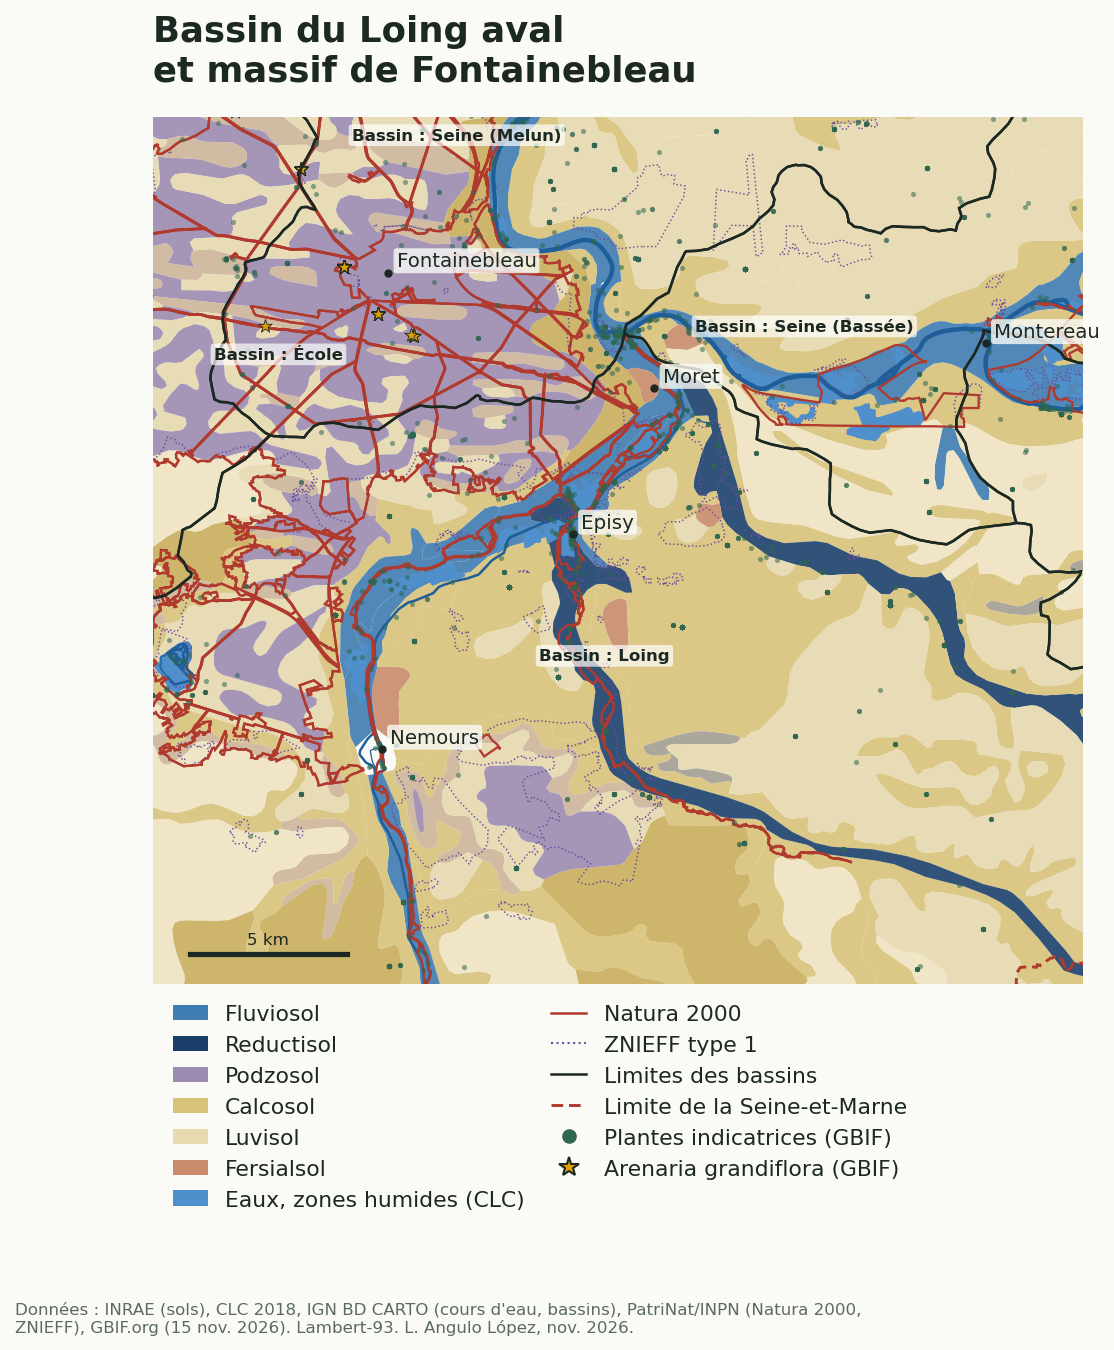 Bassin du Loing aval
et massif de Fontainebleau
Bassin : Seine (Melun)
Fontainebleau
Bassin : Seine (Bassée)
Montereau
Bassin : École
Moret
Episy
Bassin : Loing
Nemours
5 km
Fluviosol
Reductisol
Podzosol
Calcosol
Luvisol
Fersialsol
Eaux, zones humides (CLC)
Natura 2000
ZNIEFF type 1
Limites des bassins
Limite de la Seine-et-Marne
Plantes indicatrices (GBIF)
Arenaria grandiflora (GBIF)
Données : INRAE (sols), CLC 2018, IGN BD CARTO (cours d'eau, bassins), PatriNat/INPN (Natura 2000,
ZNIEFF), GBIF.org (15 nov. 2026). Lambert-93. L. Angulo López, nov. 2026.